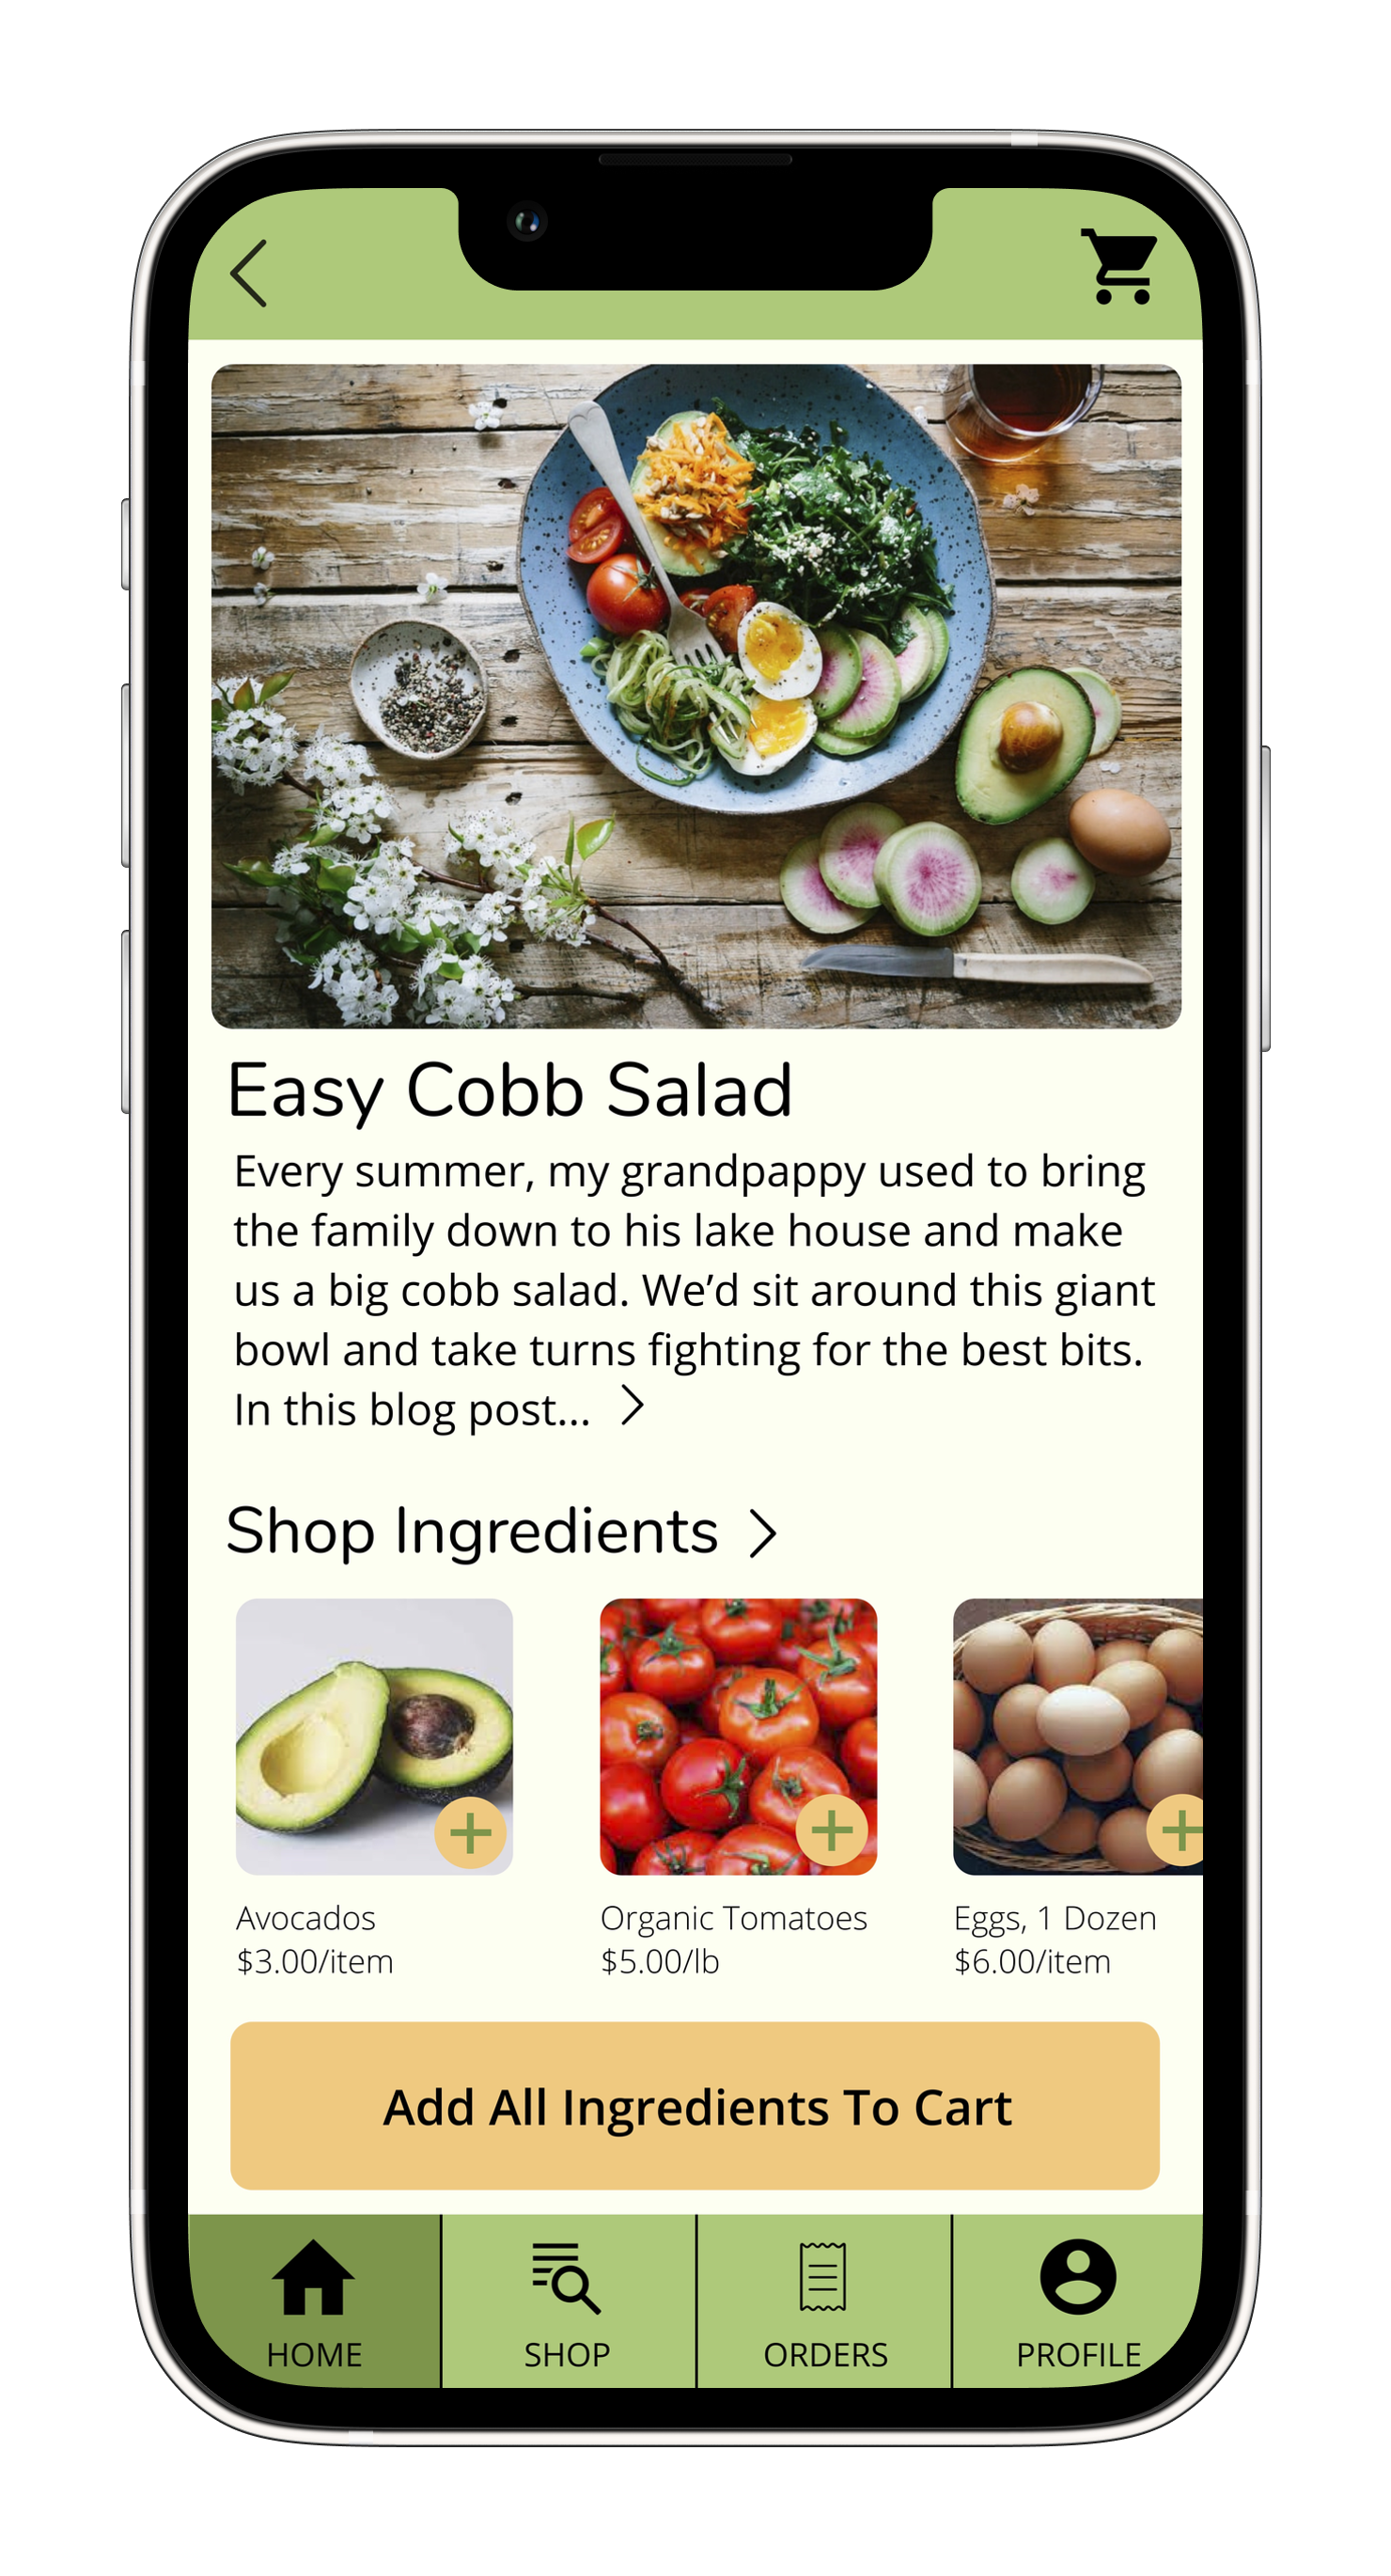 Easy Cobb Salad
Every summer, my grandpappy used to bring
the family down to his lake house and make
us a big cobb salad. We’d sit around this giant
bowl and take turns fighting for the best bits.
In this blog post...
Shop Ingredients
Avocados
$3.00/item
Organic Tomatoes
$5.00/lb
Eggs, 1 Dozen
$6.00/item
Add All Ingredients To Cart
HOME
SHOP
ORDERS
PROFILE